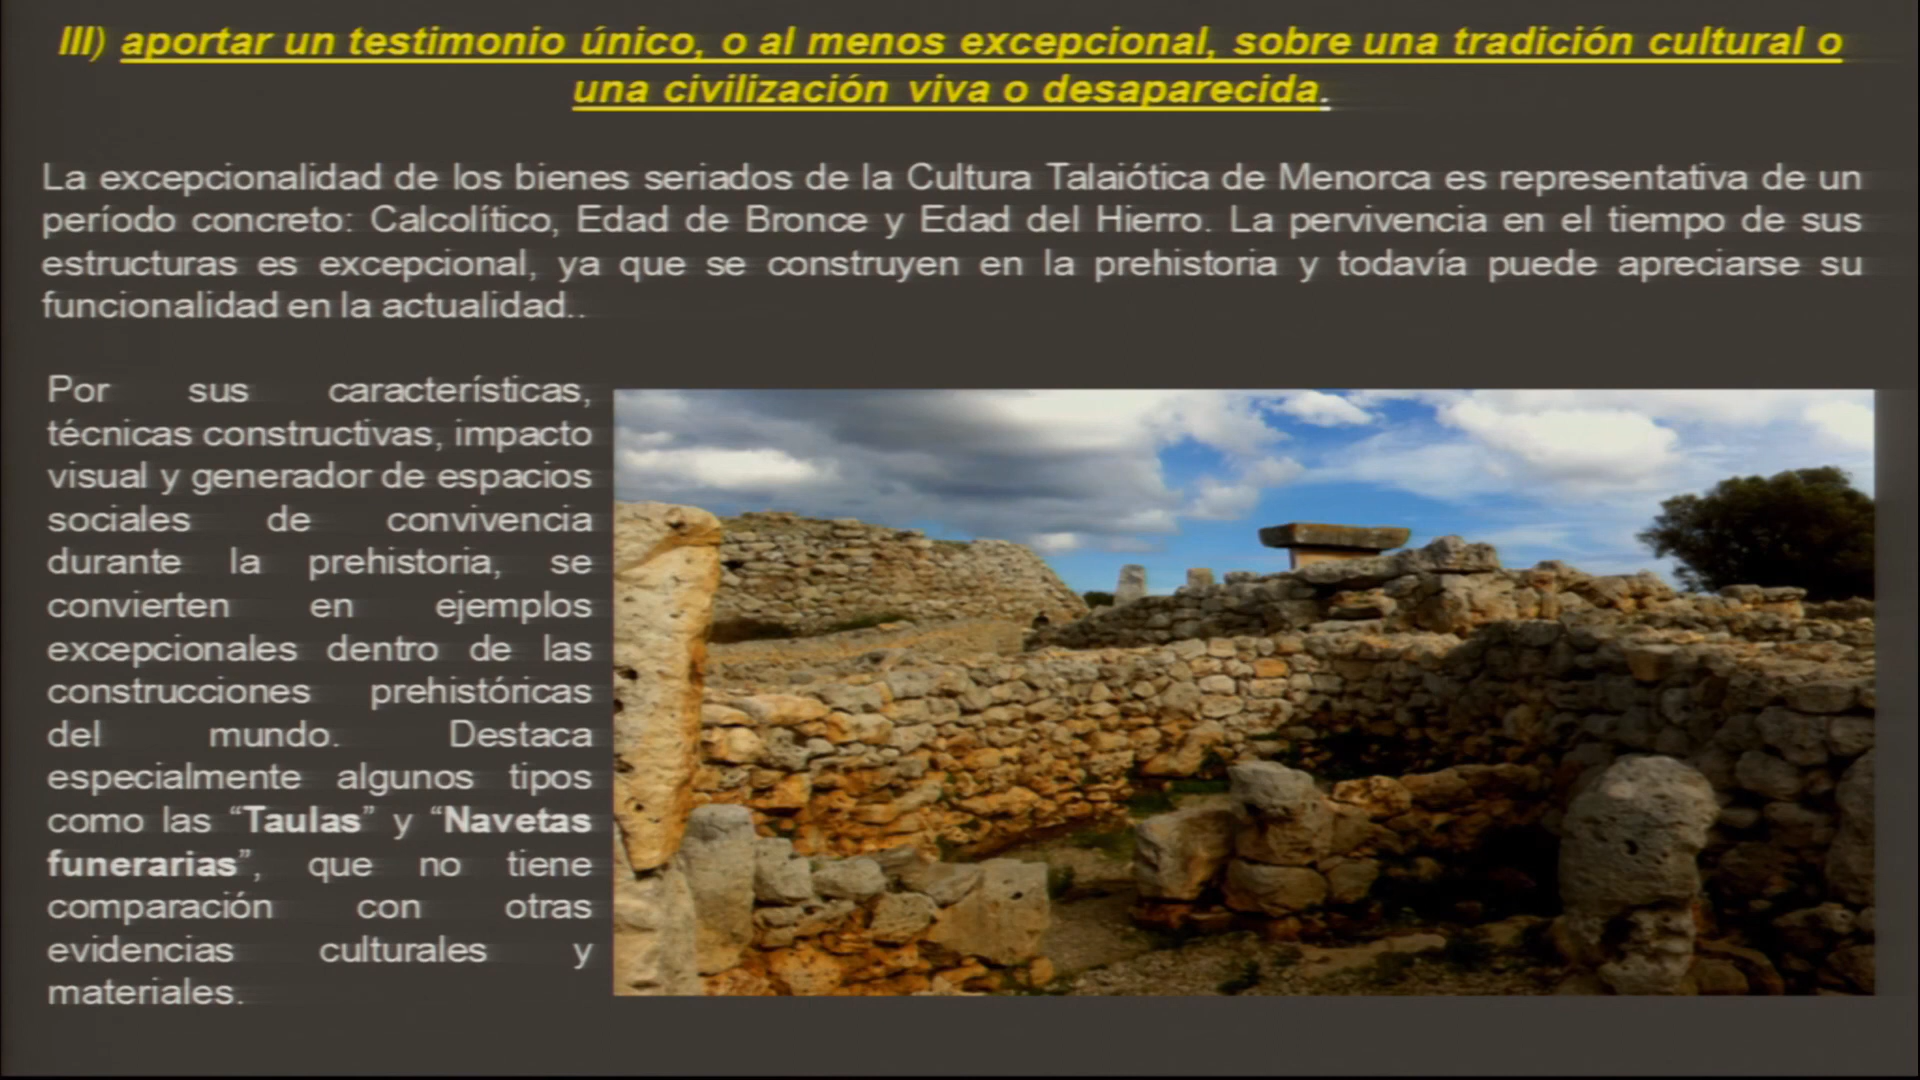 III) aportar un testimonio único, o al menos excepcional, sobre una tradición cultural o
una civilización viva o desaparecida.
La excepcionalidad de los bienes seriados de la Cultura Talaiótica de Menorca es representativa de un
período concreto: Calcolítico, Edad de Bronce y Edad del Hierro. La pervivencia en el tiempo de sus
estructuras es excepcional, ya que se construyen en la prehistoria y todavía puede apreciarse su
funcionalidad en la actualidad..
Por sus características,
técnicas constructivas, impacto
visual y generador de espacios
sociales de convivencia
durante la prehistoria, se
convierten en ejemplos
excepcionales dentro de las
construcciones prehistóricas
del mundo. Destaca
especialmente algunos tipos
como las “Taulas” y “Navetas
funerarias”, que no tiene
comparación con otras
evidencias culturales y
materiales.